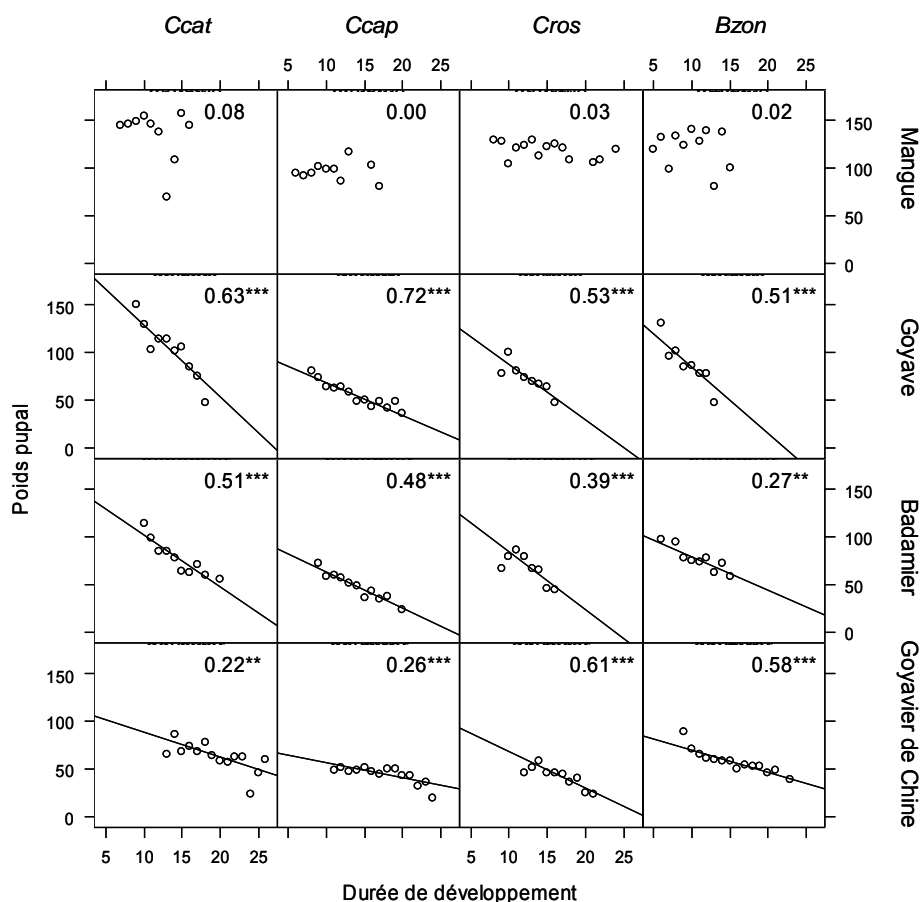 Ccat Ccap Cros Bzon
5 10 15 20 25 5 10 15 20 25
0.08 0.00 0.03 0.02
150
100
50
0
Mangue
0.63*** 0.72*** 0.53*** 0.51***
150
100
50
0
Goyave
Poids pupal
0.51*** 0.48*** 0.39*** 0.27**
150
100
50
0
Badamier
0.22** 0.26*** 0.61*** 0.58***
150
100
50
0
Goyavier de Chine
5 10 15 20 25 5 10 15 20 25
Durée de développement